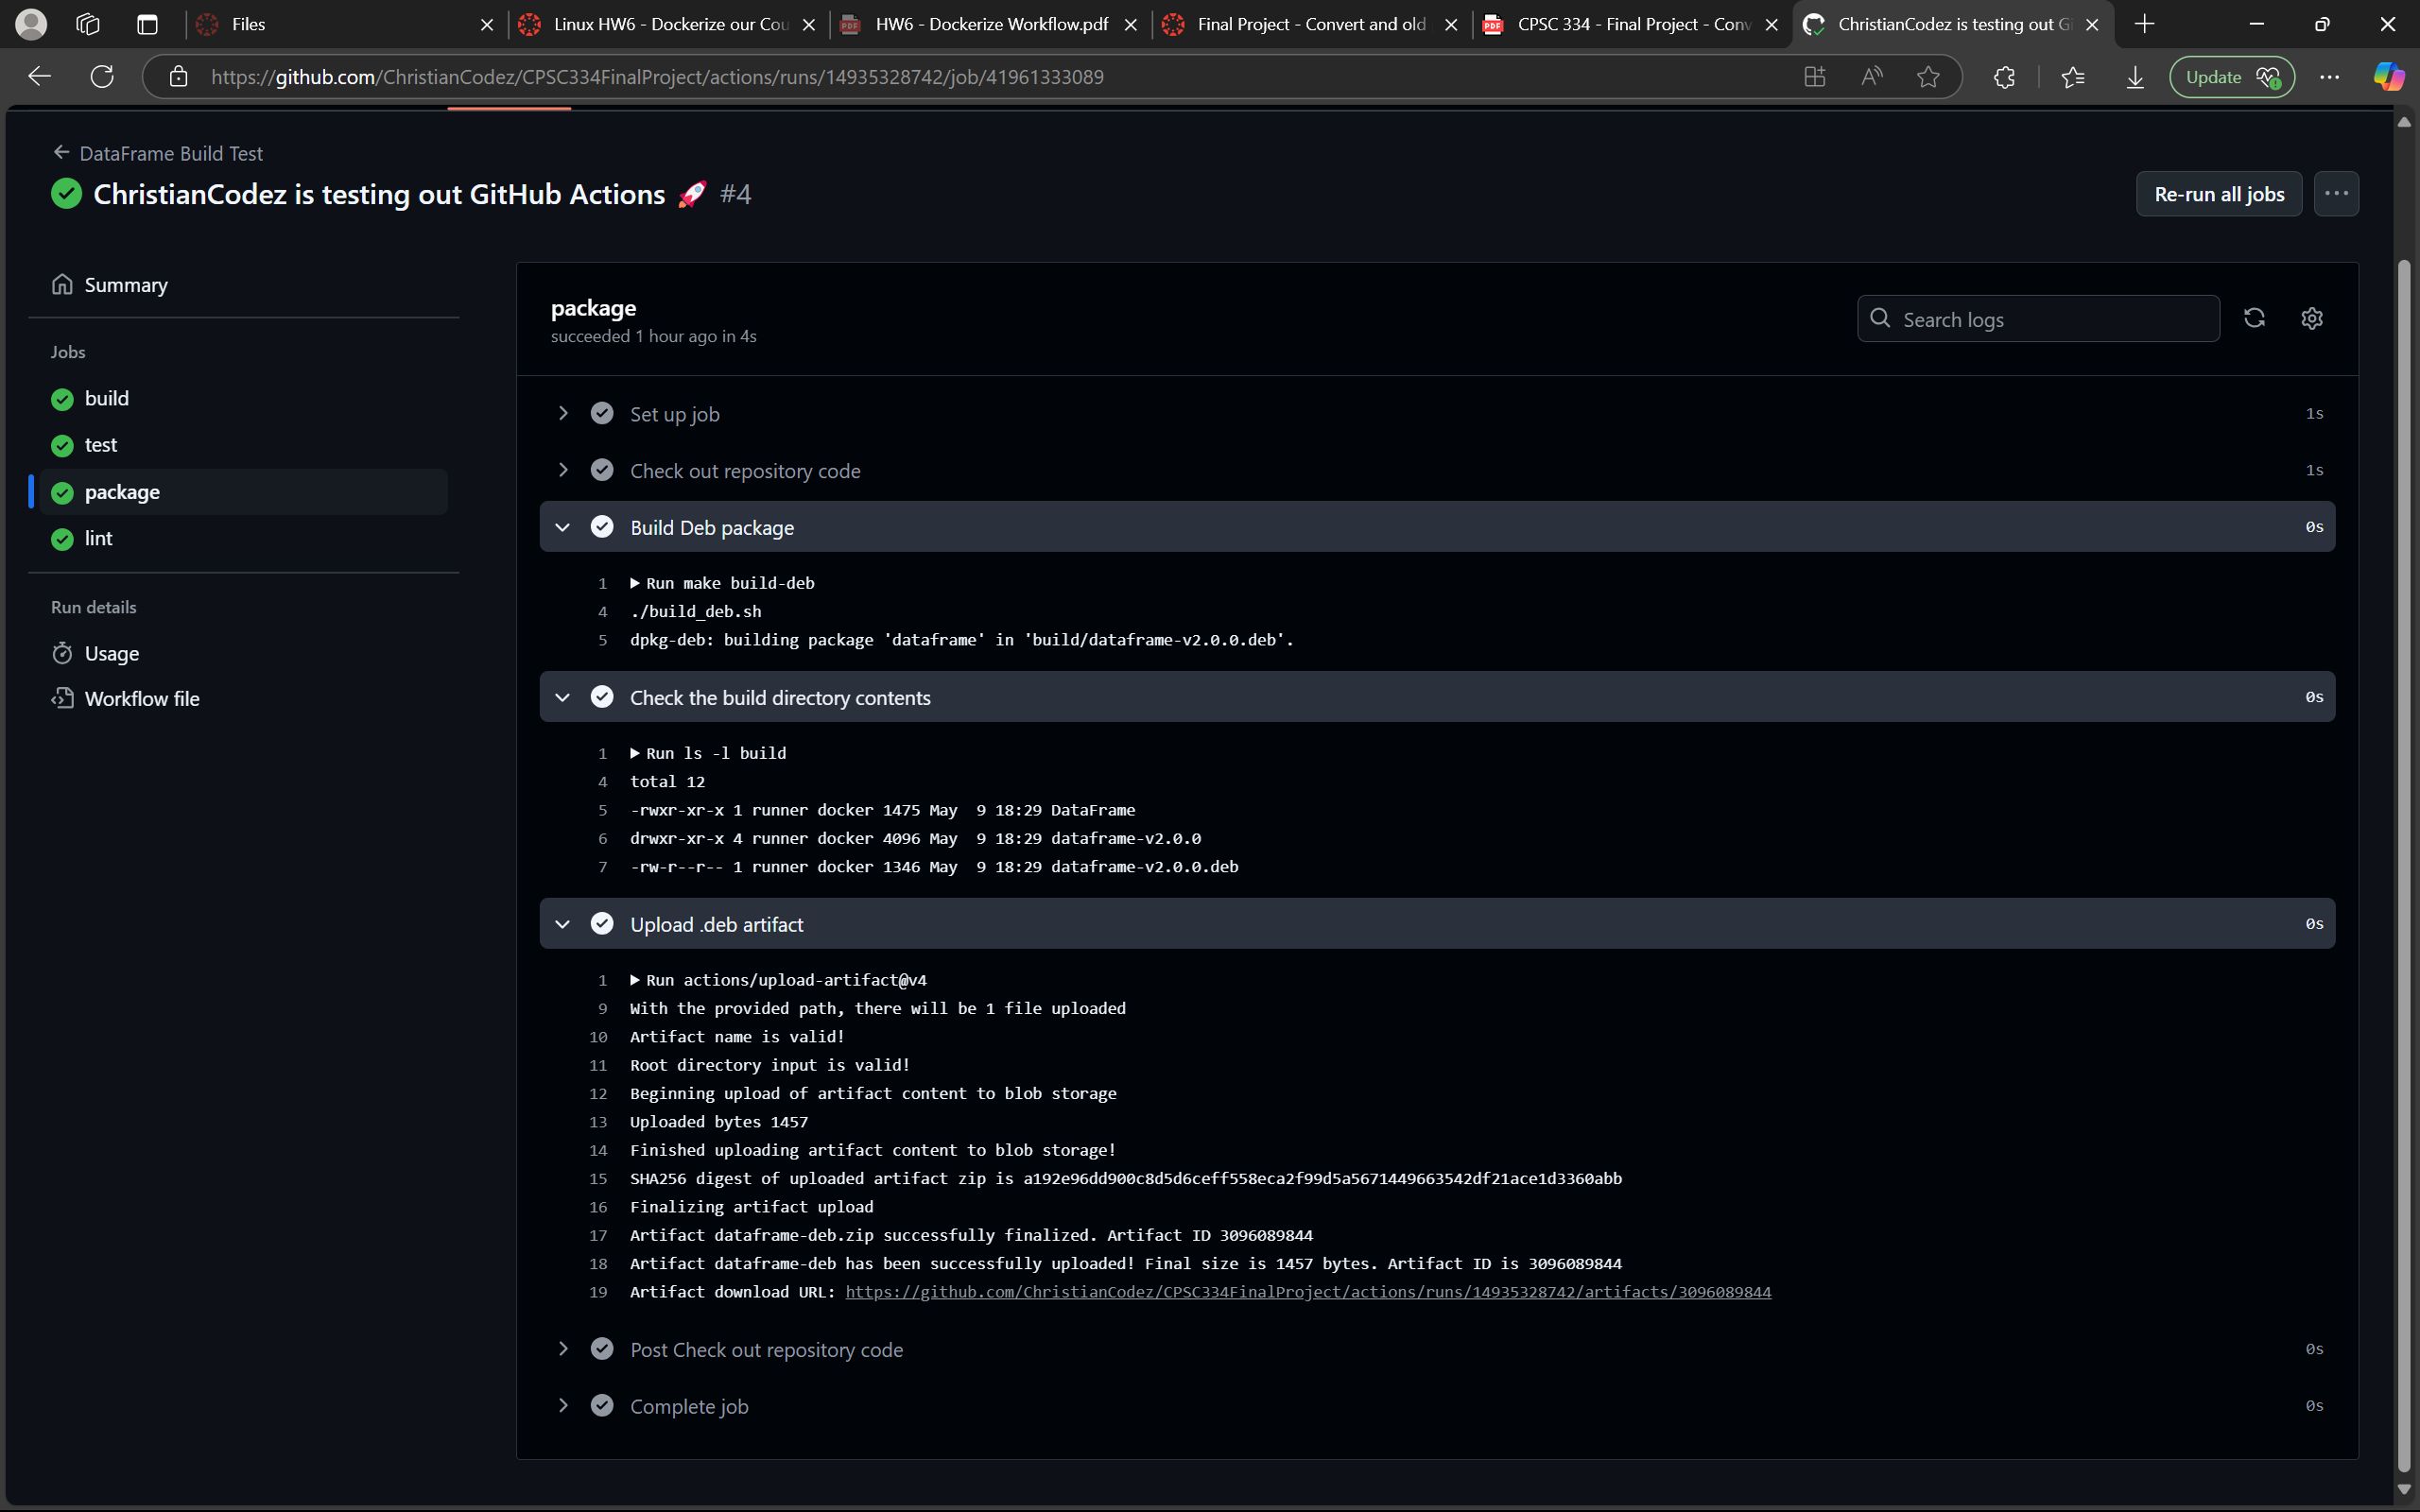 Files
Linux HW6 - Dockerize our Cou
HW6 - Dockerize Workflow.pdf
Final Project - Convert and old
CPSC 334 - Final Project - Conv
ChristianCodez is testing out Gi
https://github.com/ChristianCodez/CPSC334FinalProject/actions/runs/14935328742/job/41961333089
Update
DataFrame Build Test
ChristianCodez is testing out GitHub Actions 🚀 #4
Re-run all jobs
Summary
Jobs
build
test
package
lint
Run details
Usage
Workflow file
package
succeeded 1 hour ago in 4s
Search logs
Set up job 1s
Check out repository code 1s
Build Deb package 0s
1 Run make build-deb
4 ./build_deb.sh
5 dpkg-deb: building package 'dataframe' in 'build/dataframe-v2.0.0.deb'.
Check the build directory contents 0s
1 Run ls -l build
4 total 12
5 -rwxr-xr-x 1 runner docker 1475 May  9 18:29 DataFrame
6 drwxr-xr-x 4 runner docker 4096 May  9 18:29 dataframe-v2.0.0
7 -rw-r--r-- 1 runner docker 1346 May  9 18:29 dataframe-v2.0.0.deb
Upload .deb artifact 0s
1 Run actions/upload-artifact@v4
9 With the provided path, there will be 1 file uploaded
10 Artifact name is valid!
11 Root directory input is valid!
12 Beginning upload of artifact content to blob storage
13 Uploaded bytes 1457
14 Finished uploading artifact content to blob storage!
15 SHA256 digest of uploaded artifact zip is a192e96dd900c8d5d6ceff558eca2f99d5a5671449663542df21ace1d3360abb
16 Finalizing artifact upload
17 Artifact dataframe-deb.zip successfully finalized. Artifact ID 3096089844
18 Artifact dataframe-deb has been successfully uploaded! Final size is 1457 bytes. Artifact ID is 3096089844
19 Artifact download URL: https://github.com/ChristianCodez/CPSC334FinalProject/actions/runs/14935328742/artifacts/3096089844
Post Check out repository code 0s
Complete job 0s